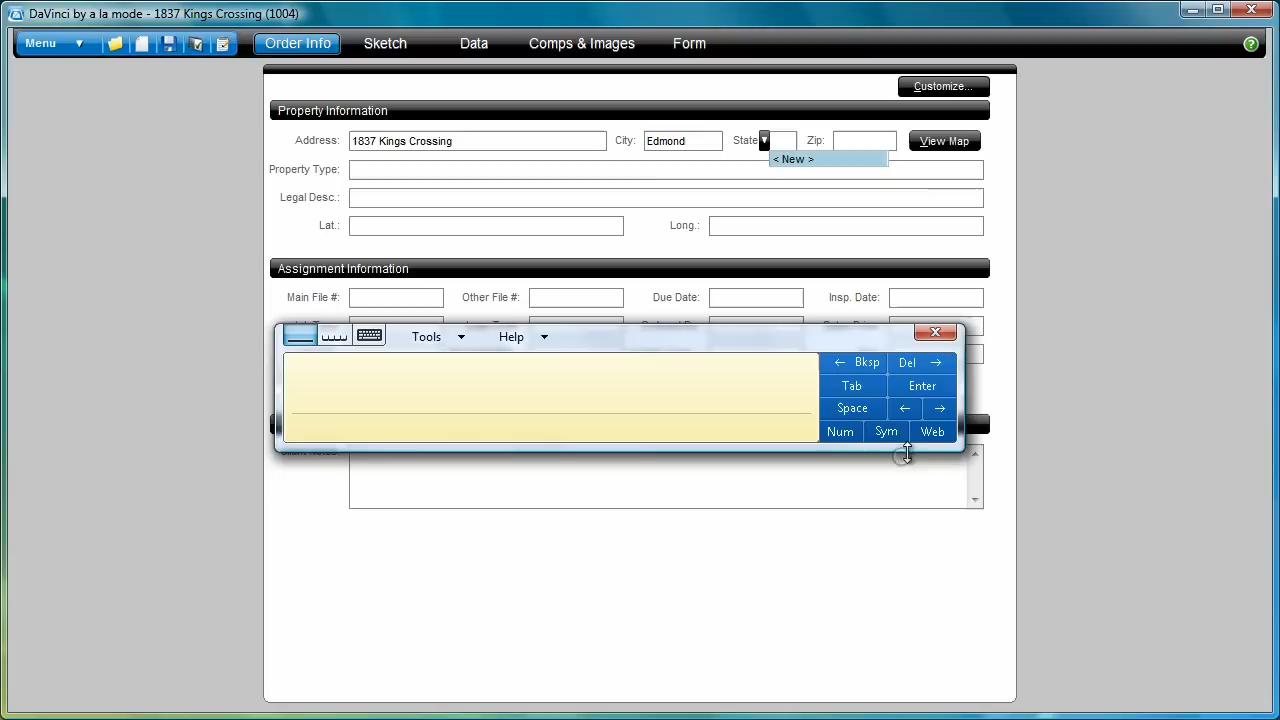 DaVinci by a la mode - 1837 Kings Crossing (1004)
Menu Order Info Sketch Data Comps & Images Form
Customize...
Property Information
Address: 1837 Kings Crossing City: Edmond State Zip: View Map
< New >
Property Type:
Legal Desc.:
Lat.: Long.:
Assignment Information
Main File #: Other File #: Due Date: Insp. Date:
Tools Help
← Bksp Del →
Tab Enter
Space ← →
Num Sym Web